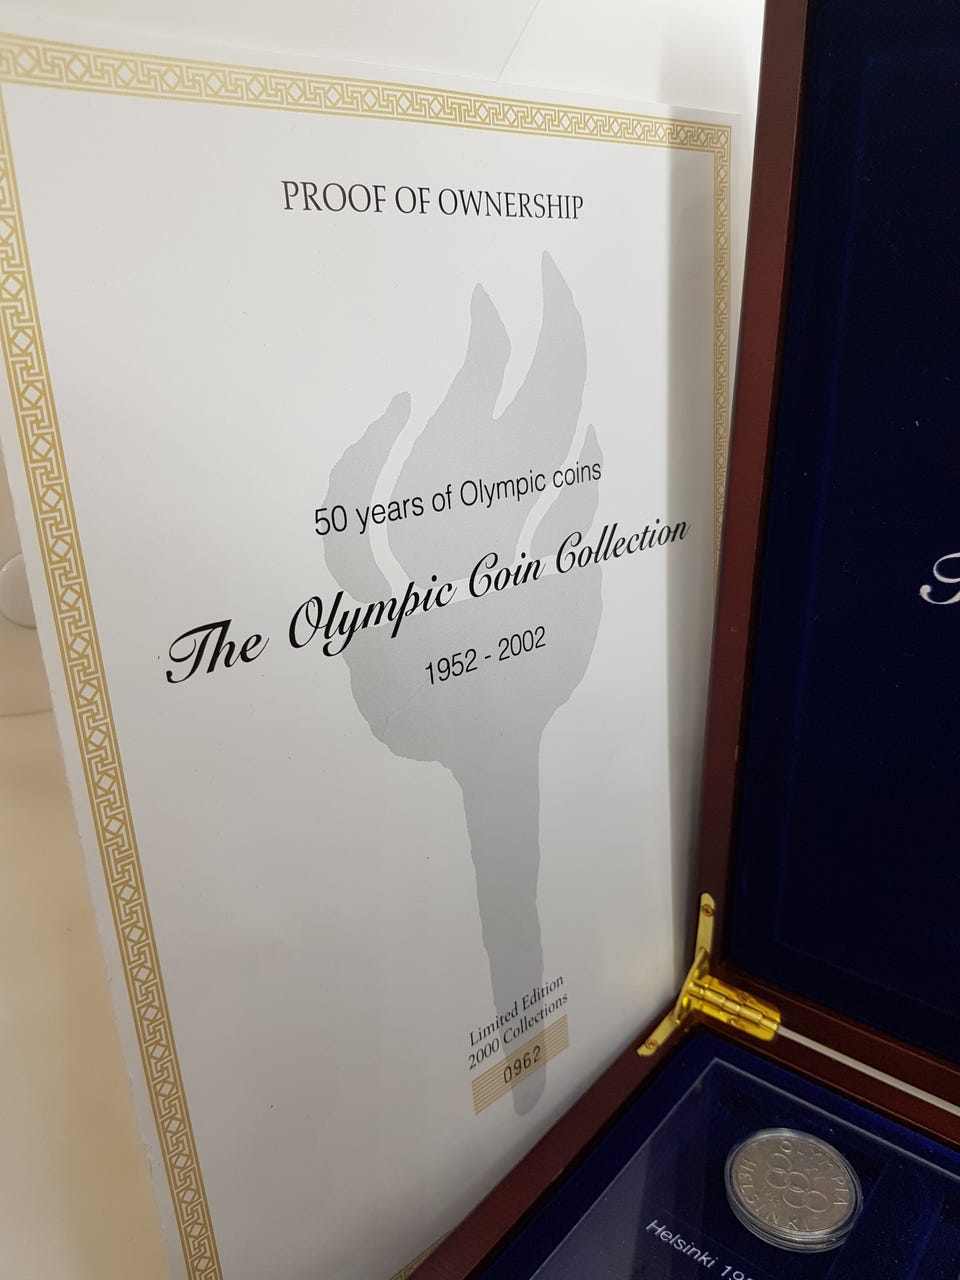 PROOF OF OWNERSHIP
50 years of Olympic coins
The Olympic Coin Collection
1952 - 2002
Limited Edition
2000 Collections
0962
HELSINKI
Helsinki